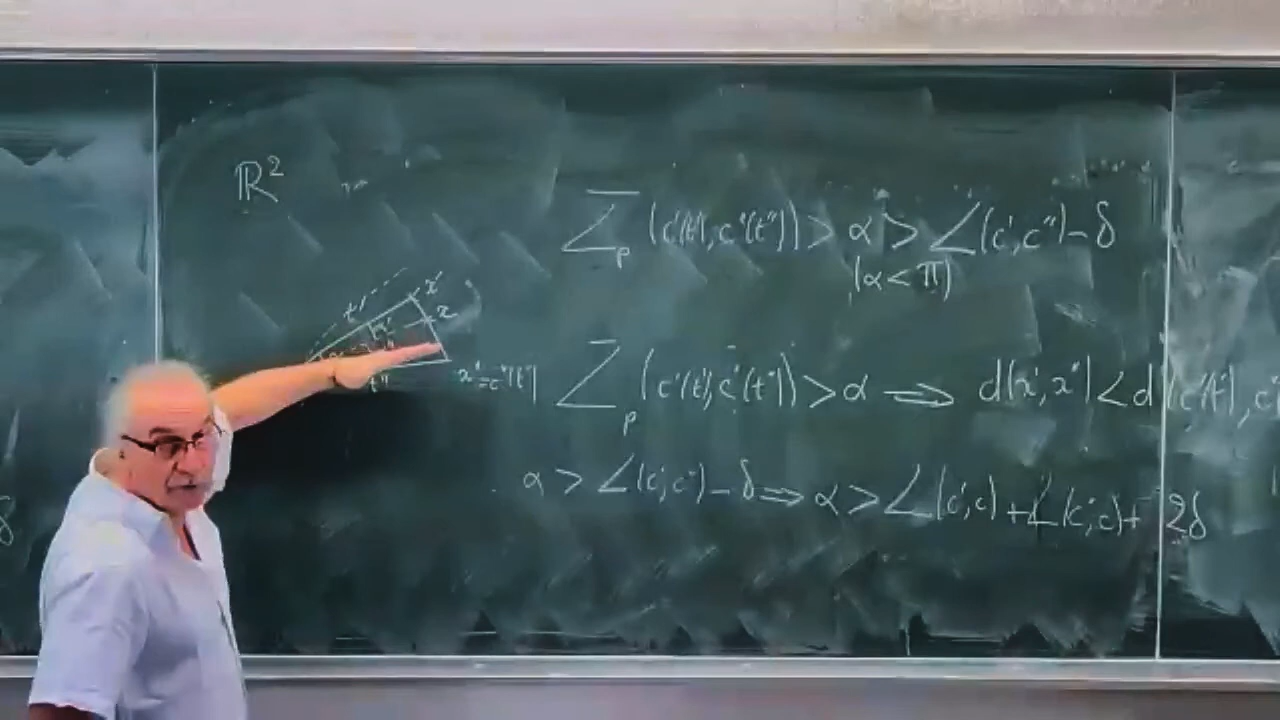 ℝ²
∠_p (c'(t'), c''(t'')) > α > ∠(c', c'') - δ
(α < π)
x'
t'
x
α
t''
x'' = c''(t'')
∠_p (c'(t'), c''(t'')) > α ⟹ d(x', x'') < d(c'(t'), c''
α > ∠(c', c'') - δ ⟹ α > ∠(c', c) + ∠(c'', c) + 2δ
δ